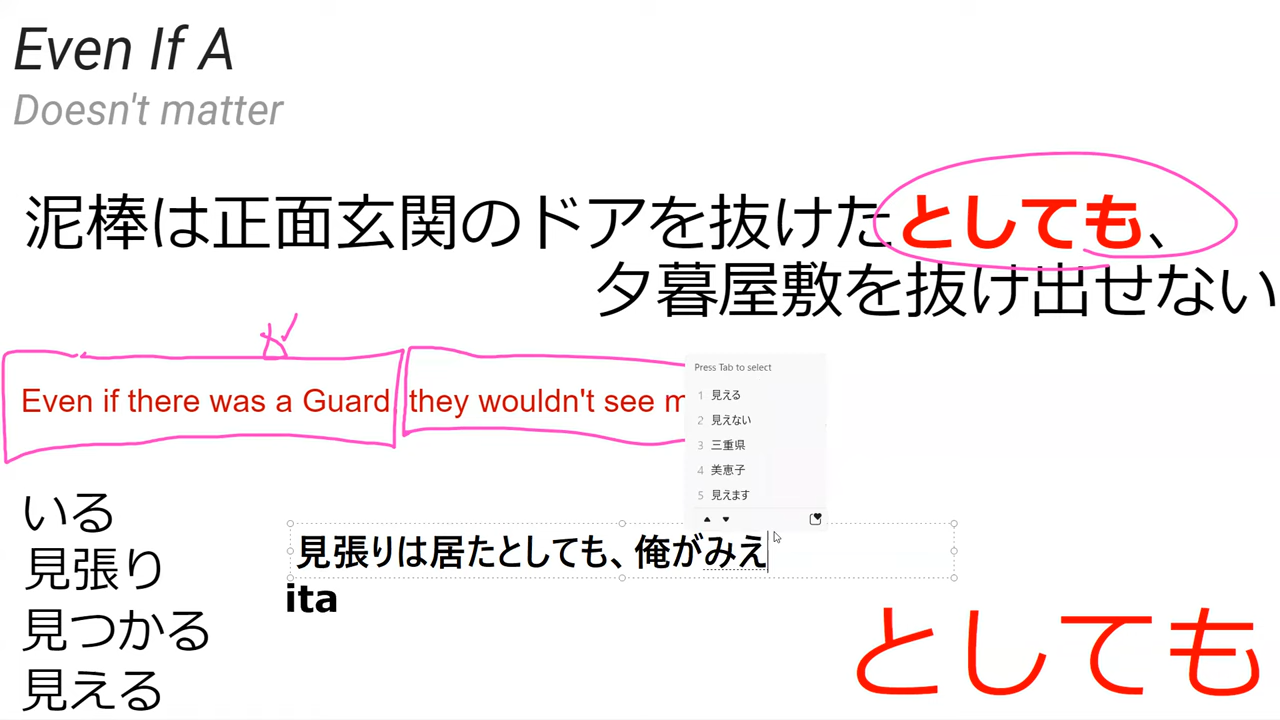 Even If A
Doesn't matter
泥棒は正面玄関のドアを抜けたとしても、
夕暮屋敷を抜け出せない
Even if there was a Guard, they wouldn't see
Press Tab to select
1 見える
2 見えない
3 三重県
4 美恵子
5 見えます
いる
見張り
見つかる
見える
見張りは居たとしても、俺がみえ
ita
としても